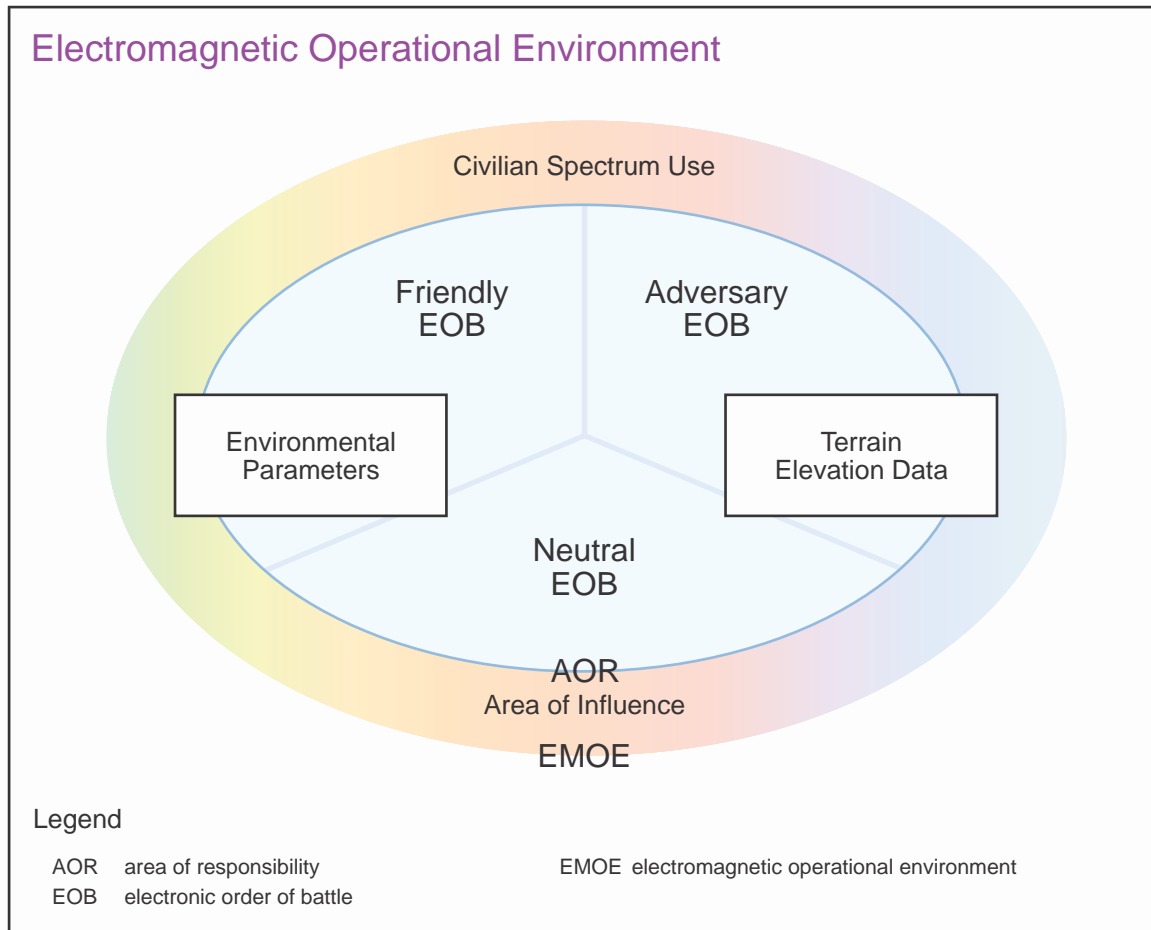 Electromagnetic Operational Environment
Civilian Spectrum Use
Friendly
EOB
Adversary
EOB
Environmental
Parameters
Terrain
Elevation Data
Neutral
EOB
AOR
Area of Influence
EMOE
Legend
AOR area of responsibility
EOB electronic order of battle
EMOE electromagnetic operational environment